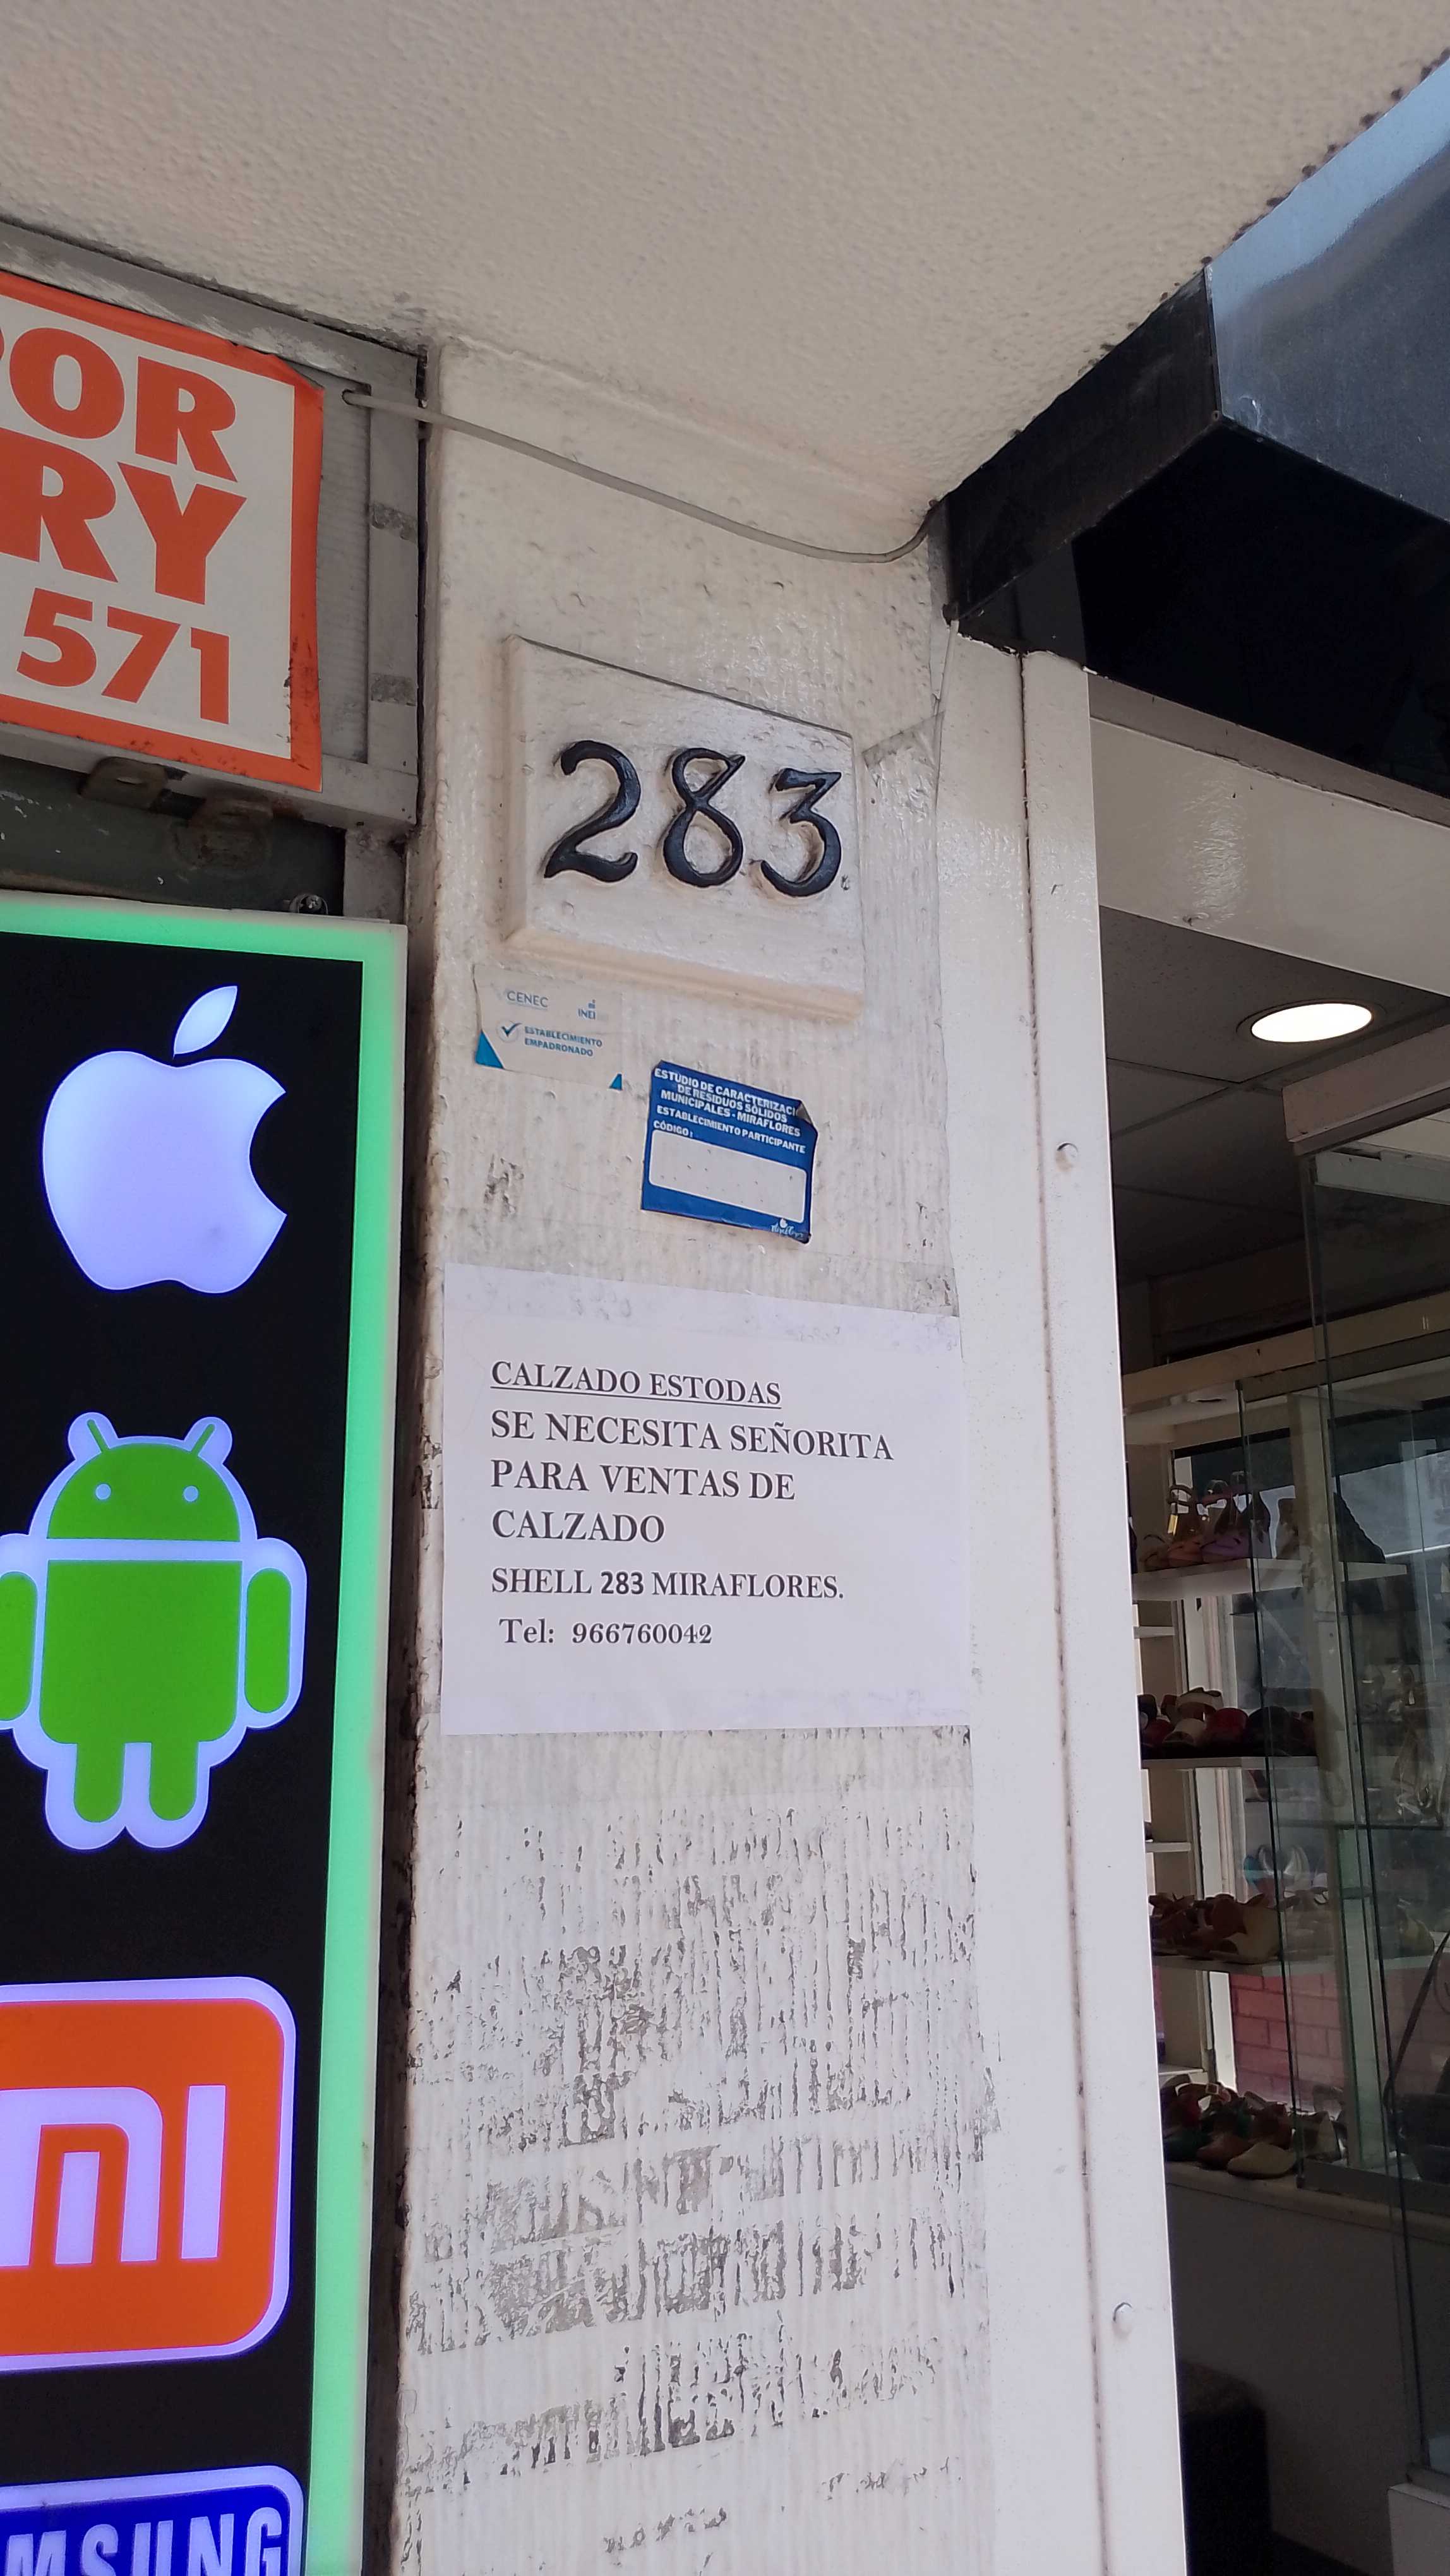 POR
RY
571
283
CENEC
INEI
ESTABLECIMIENTO
EMPADRONADO
ESTUDIO DE CARACTERIZACI
DE RESIDUOS SÓLIDOS
MUNICIPALES - MIRAFLORES
ESTABLECIMIENTO PARTICIPANTE
CÓDIGO:
CALZADO ESTODAS
SE NECESITA SEÑORITA
PARA VENTAS DE
CALZADO
SHELL 283 MIRAFLORES.
Tel: 966760042
mi
MSUNG